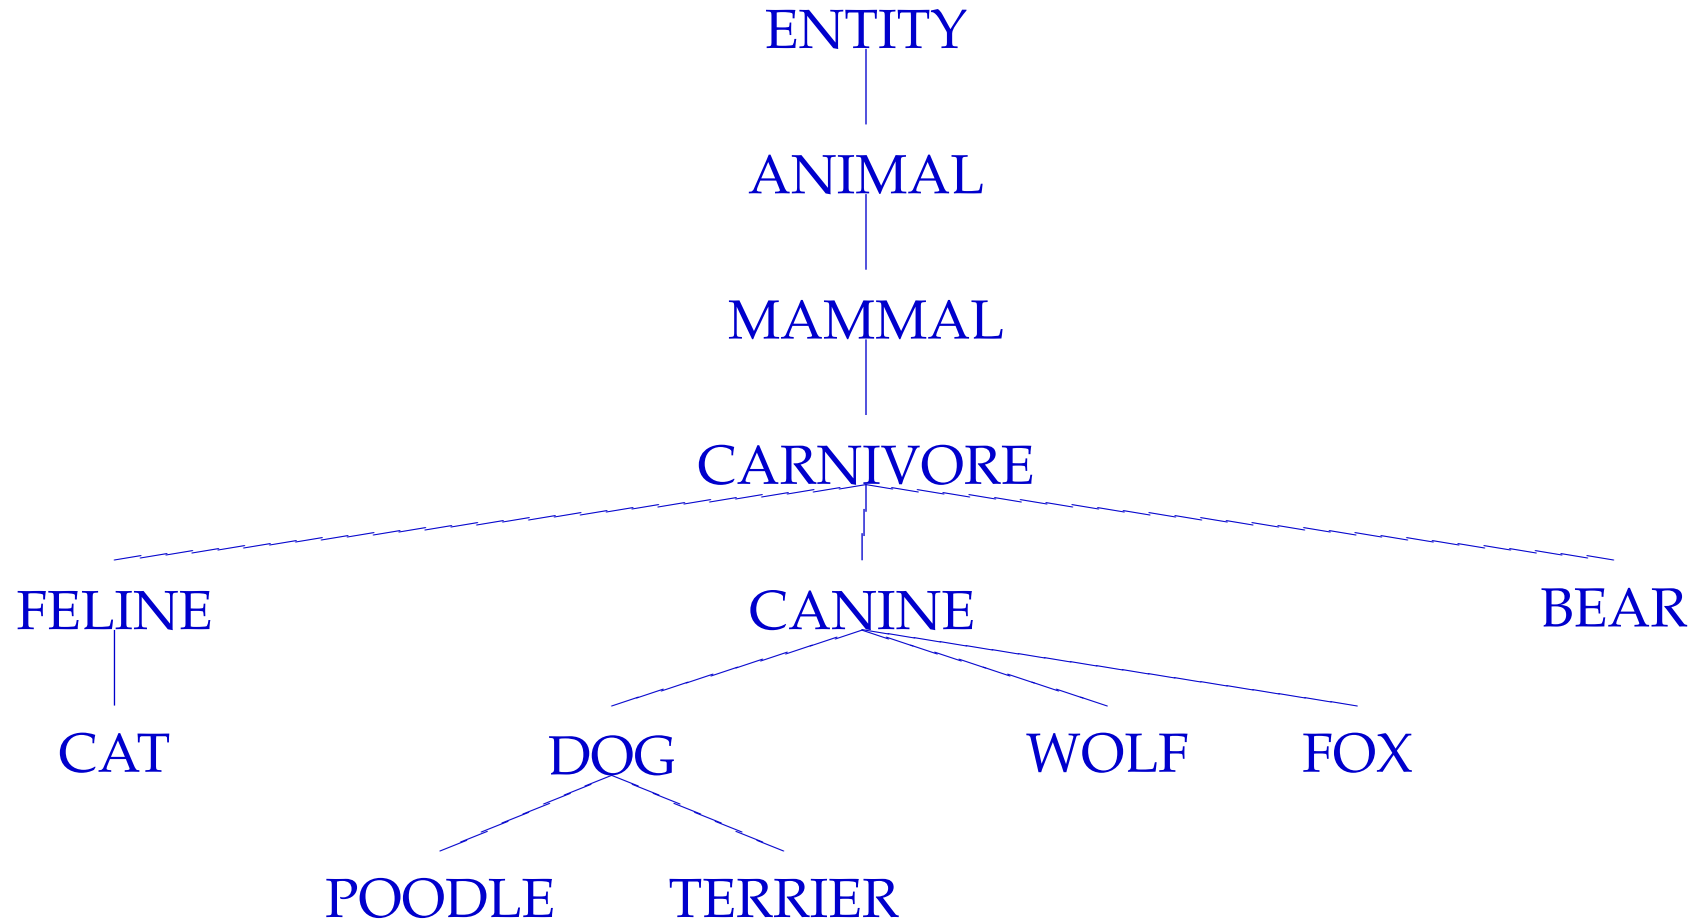 ENTITY
ANIMAL
MAMMAL
CARNIVORE
FELINE CANINE BEAR
CAT DOG WOLF FOX
POODLE TERRIER